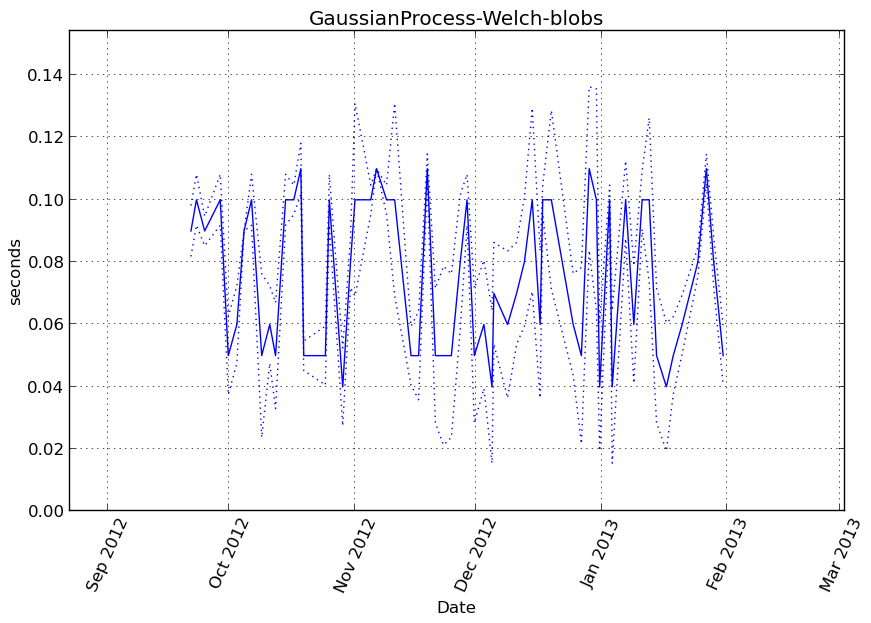 GaussianProcess-Welch-blobs
seconds
0.14
0.12
0.10
0.08
0.06
0.04
0.02
0.00
Sep 2012
Oct 2012
Nov 2012
Dec 2012
Jan 2013
Feb 2013
Mar 2013
Date